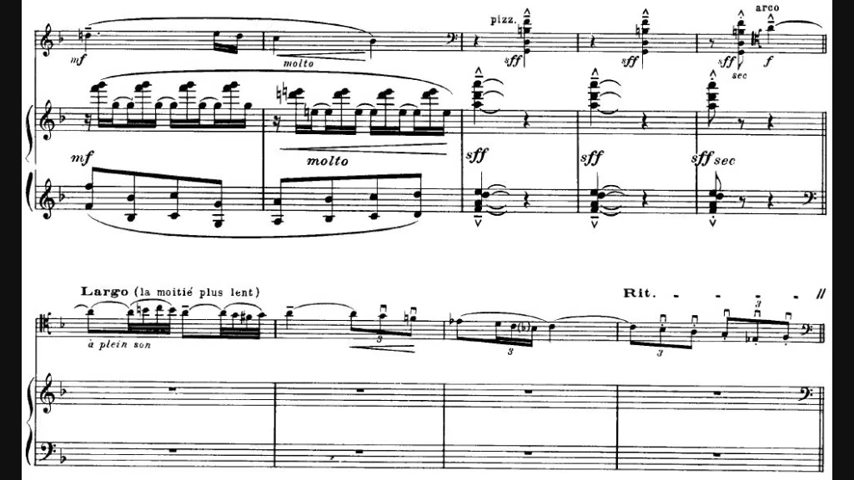 arco
pizz.
mf molto sff sff sff f
sec
mf molto sff sff sff sec
Largo (la moitié plus lent) Rit.
3
à plein son 3 3 3